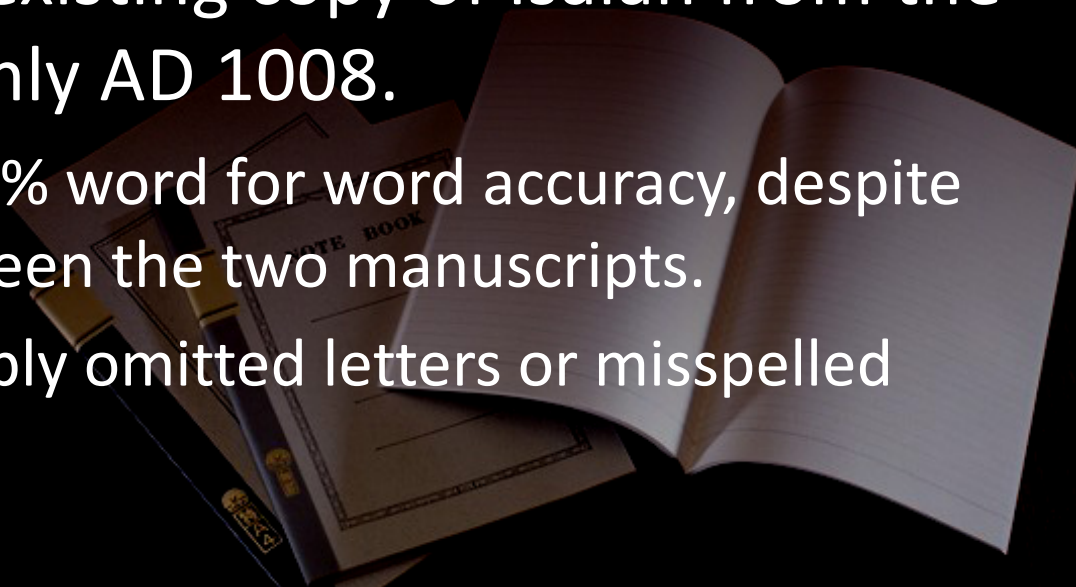 existing copy of Isaiah from the
nly AD 1008.
% word for word accuracy, despite
NOTE BOOK
een the two manuscripts.
bly omitted letters or misspelled